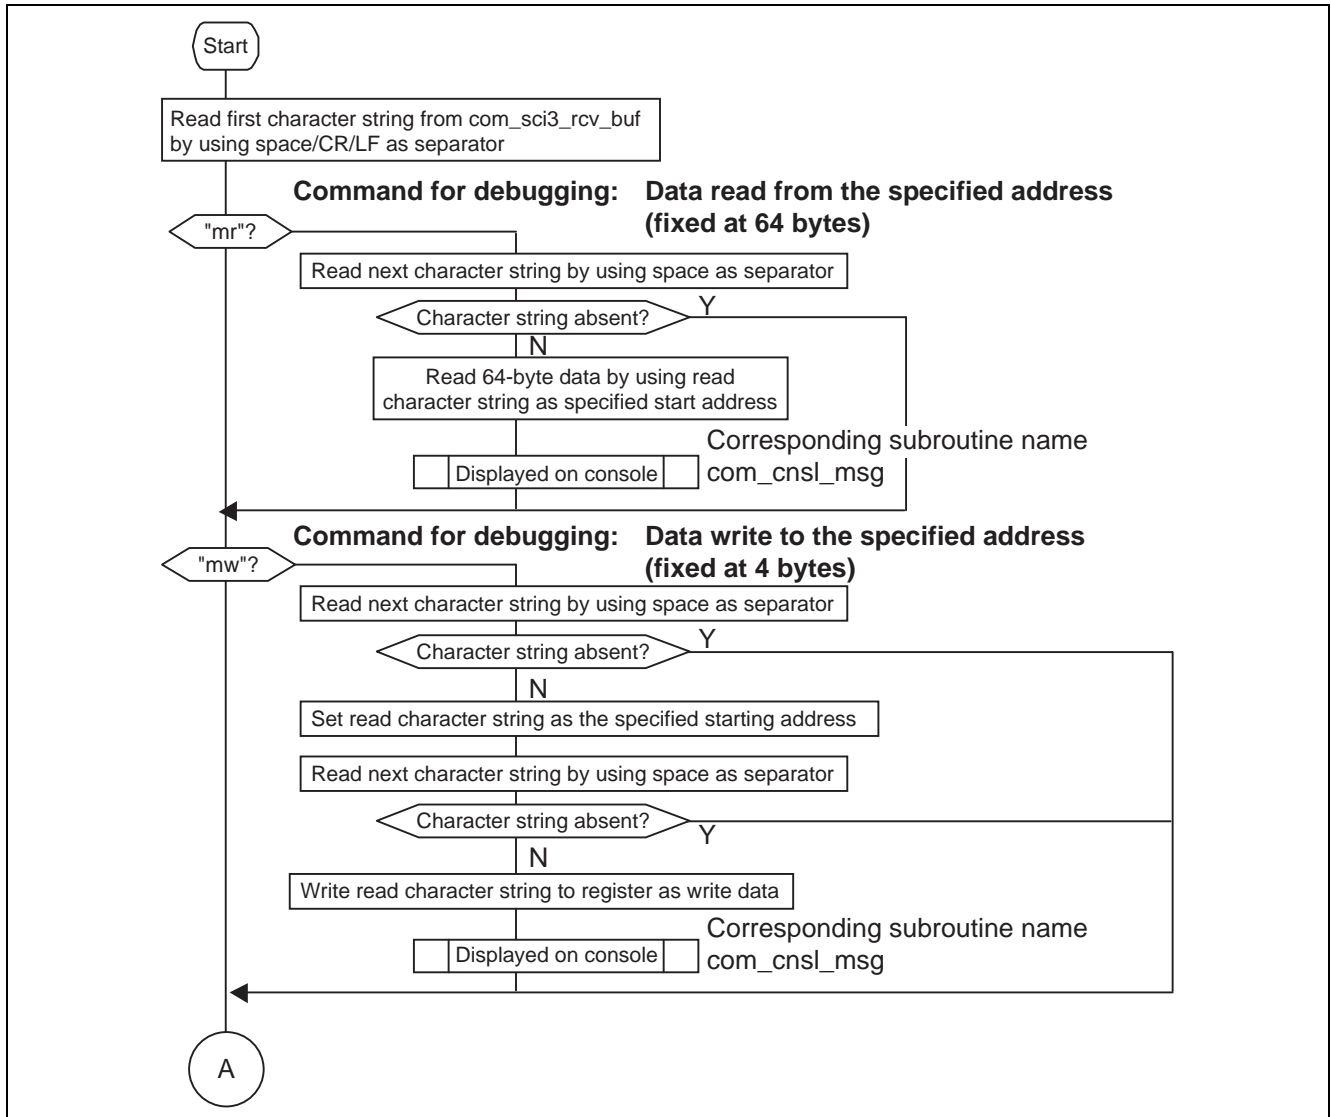 Start
Read first character string from com_sci3_rcv_buf
by using space/CR/LF as separator
Command for debugging: Data read from the specified address
(fixed at 64 bytes)
"mr"?
Read next character string by using space as separator
Character string absent?
Y
N
Read 64-byte data by using read
character string as specified start address
Corresponding subroutine name
Displayed on console
com_cnsl_msg
Command for debugging: Data write to the specified address
(fixed at 4 bytes)
"mw"?
Read next character string by using space as separator
Character string absent?
Y
N
Set read character string as the specified starting address
Read next character string by using space as separator
Character string absent?
Y
N
Write read character string to register as write data
Corresponding subroutine name
Displayed on console
com_cnsl_msg
A